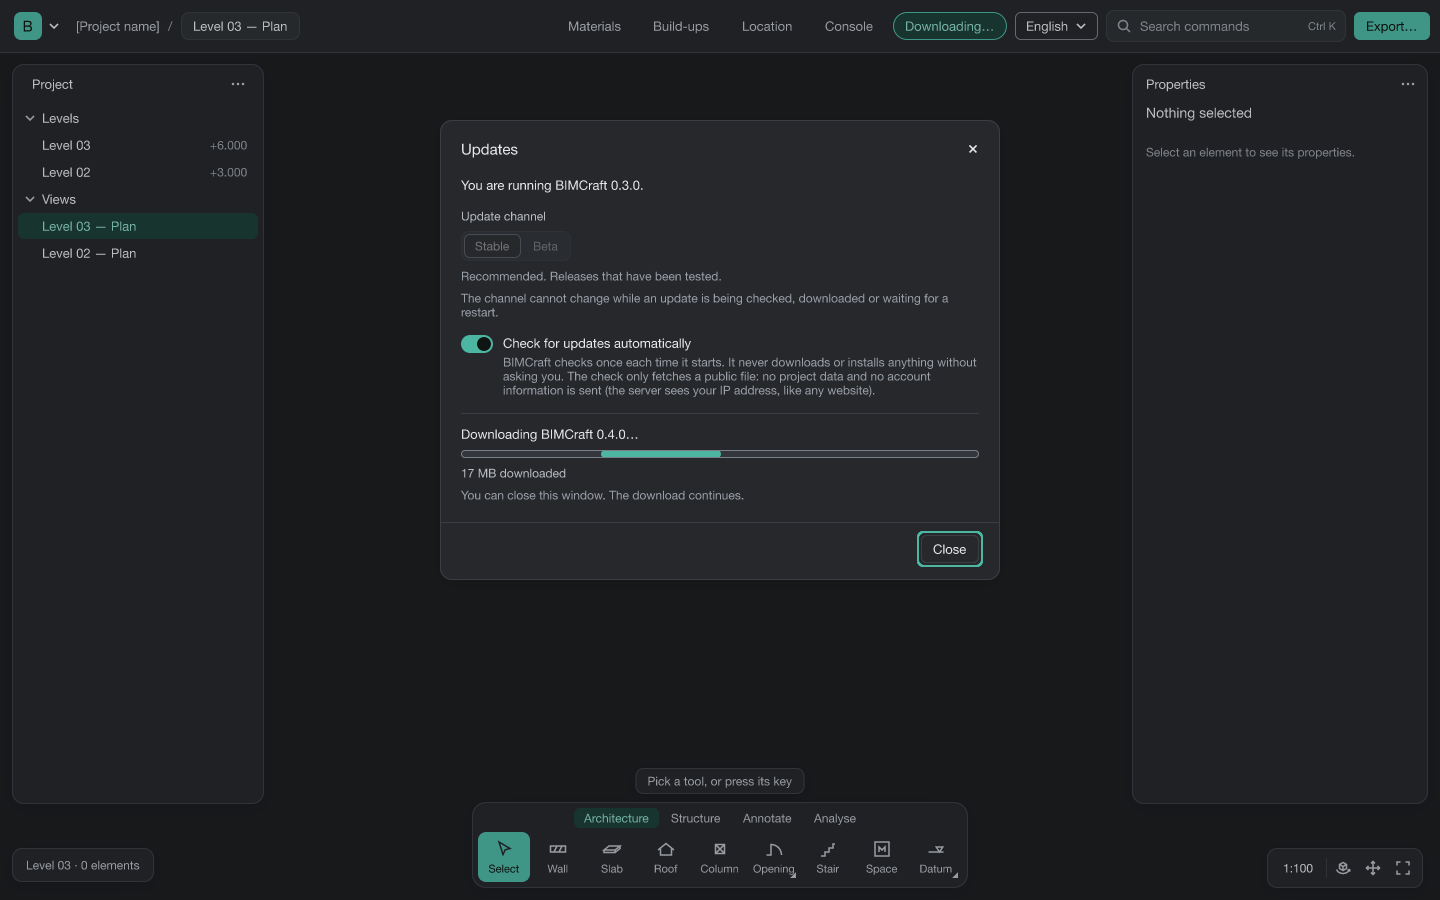 B
[Project name] / Level 03 — Plan
Materials
Build-ups
Location
Console
Downloading…
English
Search commands
Ctrl K
Export…
Project
Levels
Level 03 +6.000
Level 02 +3.000
Views
Level 03 — Plan
Level 02 — Plan
Updates
You are running BIMCraft 0.3.0.
Update channel
Stable Beta
Recommended. Releases that have been tested.
The channel cannot change while an update is being checked, downloaded or waiting for a
restart.
Check for updates automatically
BIMCraft checks once each time it starts. It never downloads or installs anything without
asking you. The check only fetches a public file: no project data and no account
information is sent (the server sees your IP address, like any website).
Downloading BIMCraft 0.4.0…
17 MB downloaded
You can close this window. The download continues.
Close
Properties
Nothing selected
Select an element to see its properties.
Pick a tool, or press its key
Architecture Structure Annotate Analyse
Select Wall Slab Roof Column Opening Stair Space Datum
Level 03 · 0 elements
1:100